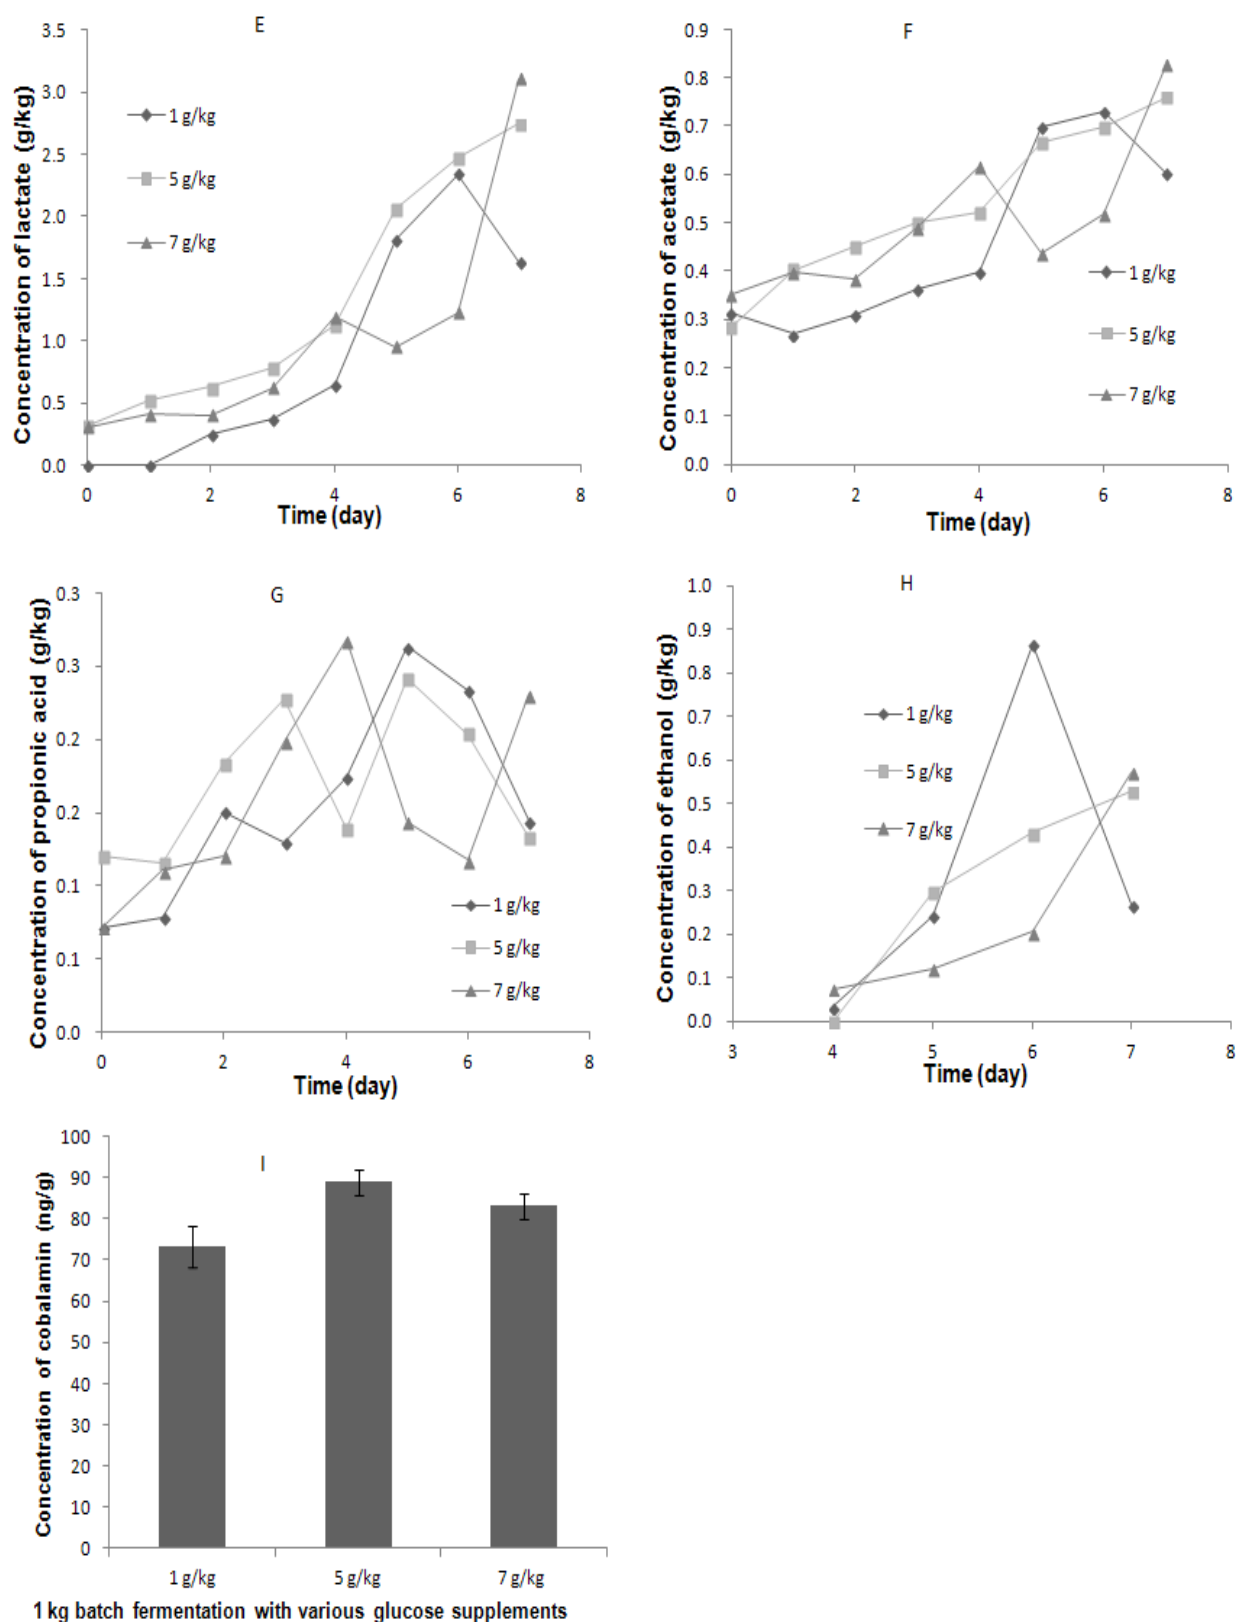 E
Concentration of lactate (g/kg)
3.5
3.0
2.5
2.0
1.5
1.0
0.5
0.0
1 g/kg
5 g/kg
7 g/kg
0 2 4 6 8
Time (day)
F
Concentration of acetate (g/kg)
0.9
0.8
0.7
0.6
0.5
0.4
0.3
0.2
0.1
0.0
1 g/kg
5 g/kg
7 g/kg
0 2 4 6 8
Time (day)
G
Concentration of propionic acid (g/kg)
0.3
0.3
0.2
0.2
0.1
0.1
0.0
1 g/kg
5 g/kg
7 g/kg
0 2 4 6 8
Time (day)
H
Concentration of ethanol (g/kg)
1.0
0.9
0.8
0.7
0.6
0.5
0.4
0.3
0.2
0.1
0.0
1 g/kg
5 g/kg
7 g/kg
3 4 5 6 7 8
Time (day)
I
Concentration of cobalamin (ng/g)
100
90
80
70
60
50
40
30
20
10
0
1 g/kg 5 g/kg 7 g/kg
1 kg batch fermentation with various glucose supplements